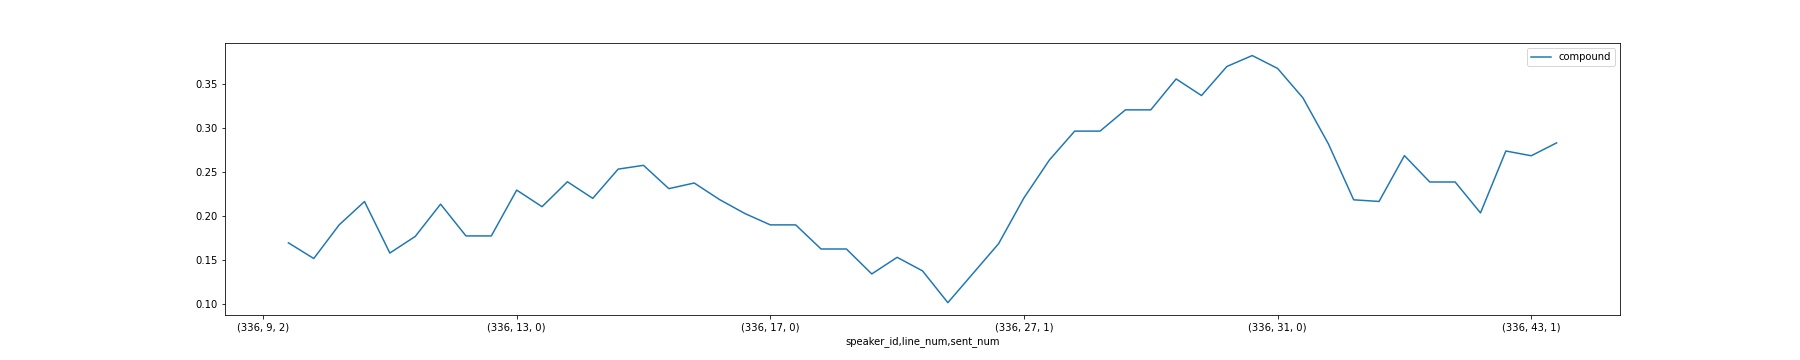 compound
0.35
0.30
0.25
0.20
0.15
0.10
(336, 9, 2) (336, 13, 0) (336, 17, 0) (336, 27, 1) (336, 31, 0) (336, 43, 1)
speaker_id,line_num,sent_num